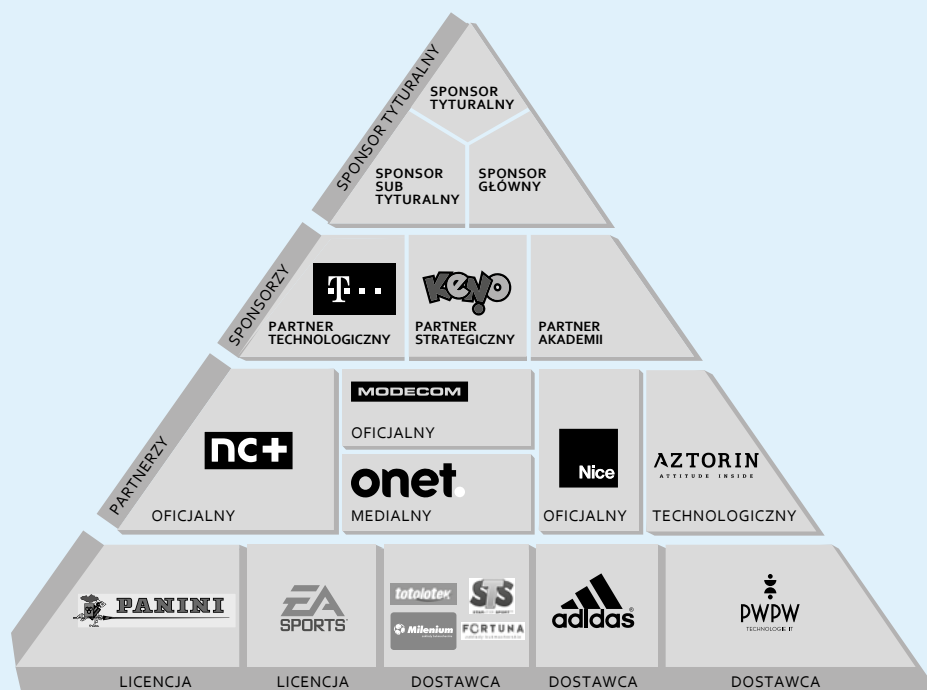 SPONSOR TYTURALNY
SPONSOR
TYTURALNY
SPONSOR
SUB
TYTURALNY
SPONSOR
GŁÓWNY
SPONSORZY
T
PARTNER
TECHNOLOGICZNY
KENO
PARTNER
STRATEGICZNY
PARTNER
AKADEMII
PARTNERZY
nc+
OFICJALNY
MODECOM
OFICJALNY
onet.
MEDIALNY
Nice
OFICJALNY
AZTORIN
ATTITUDE INSIDE
TECHNOLOGICZNY
PANINI
EA
SPORTS
totolotek
STS
Milenium
FORTUNA
adidas
PWPW
TECHNOLOGIE IT
LICENCJA
LICENCJA
DOSTAWCA
DOSTAWCA
DOSTAWCA